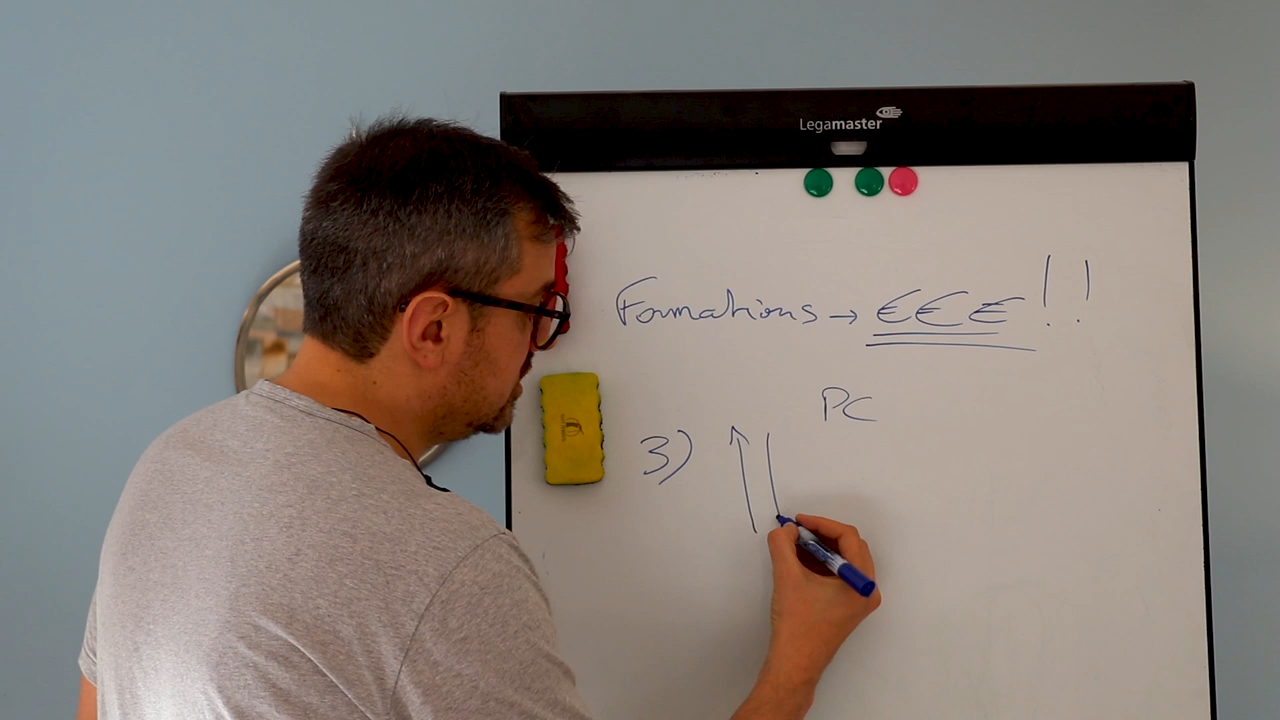 Legamaster
Formations → €€€!!
PC
3)